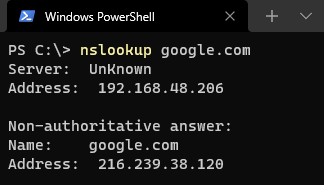 Windows PowerShell
PS C:\> nslookup google.com
Server:  UnKnown
Address:  192.168.48.206

Non-authoritative answer:
Name:    google.com
Address:  216.239.38.120